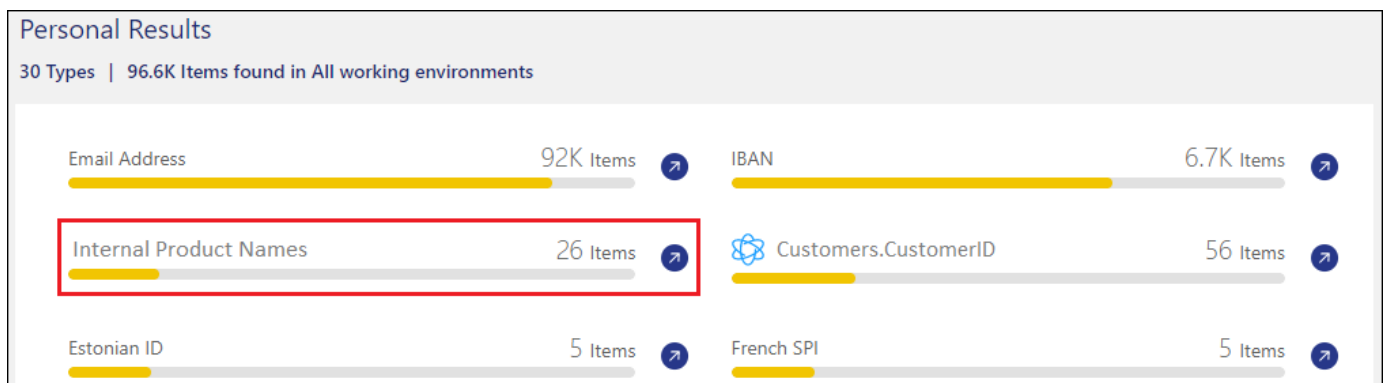 Personal Results
30 Types | 96.6K Items found in All working environments
Email Address 92K Items
IBAN 6.7K Items
Internal Product Names 26 Items
Customers.CustomerID 56 Items
Estonian ID 5 Items
French SPI 5 Items